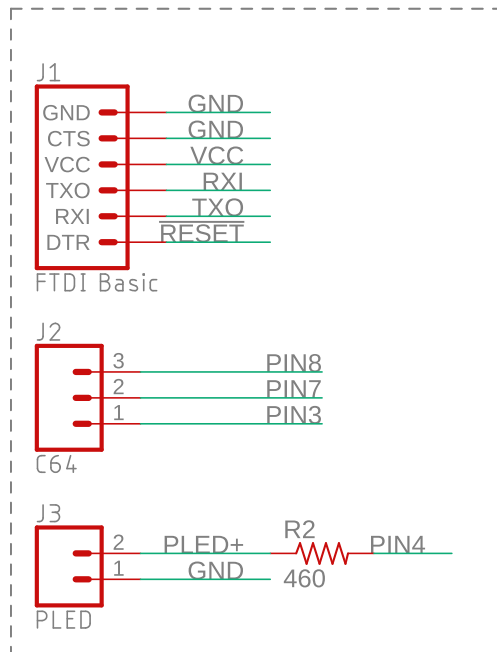 J1
GND GND
CTS GND
VCC VCC
TXO RXI
RXI TXO
DTR RESET
FTDI Basic
J2
3 PIN8
2 PIN7
1 PIN3
C64
J3
R2
2 PLED+ PIN4
1 GND 460
PLED